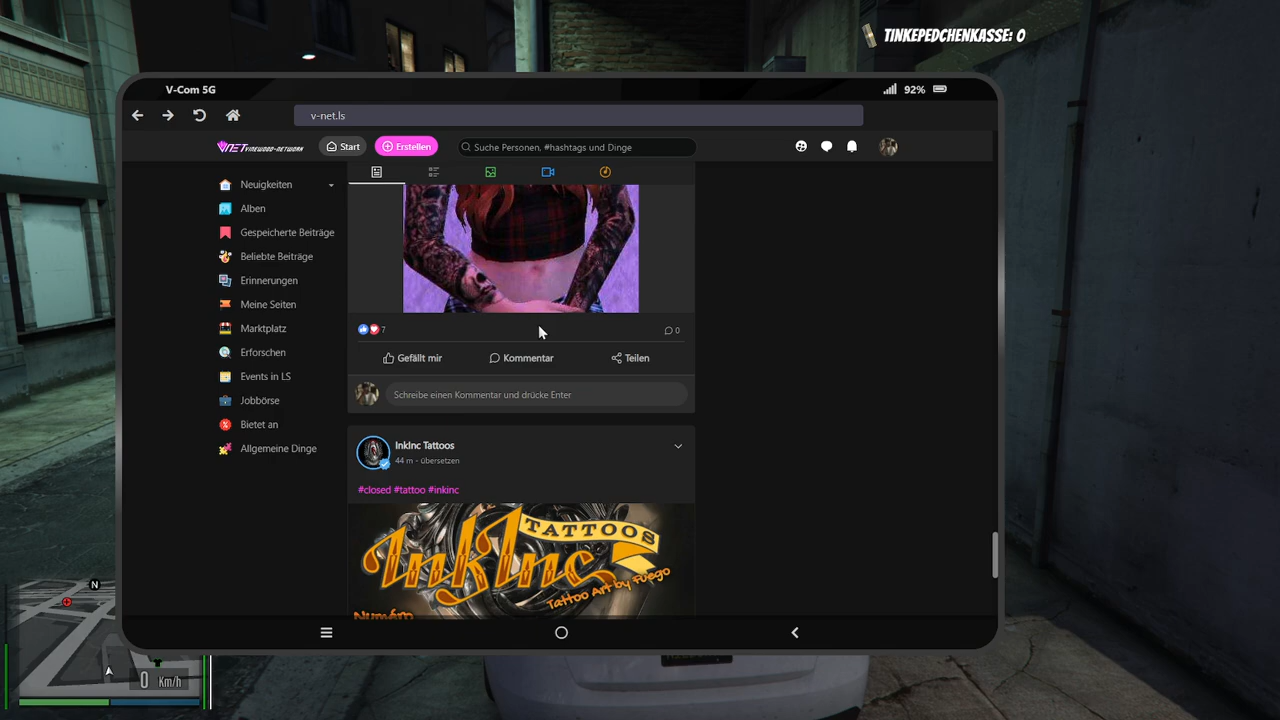 TINKEPEDCHENKASSE: 0
V-Com 5G
92%
v-net.ls
VNET VINEWOOD-NETWORK
Start
Erstellen
Suche Personen, #hashtags und Dinge
Neuigkeiten
Alben
Gespeicherte Beiträge
Beliebte Beiträge
Erinnerungen
Meine Seiten
Marktplatz
Erforschen
Events in LS
Jobbörse
Bietet an
Allgemeine Dinge
7
0
Gefällt mir
Kommentar
Teilen
Schreibe einen Kommentar und drücke Enter
InkInc Tattoos
44 m - übersetzen
#closed #tattoo #inkinc
TATTOOS
InkInc
Tattoo Art by Fuego
N
0 Km/h